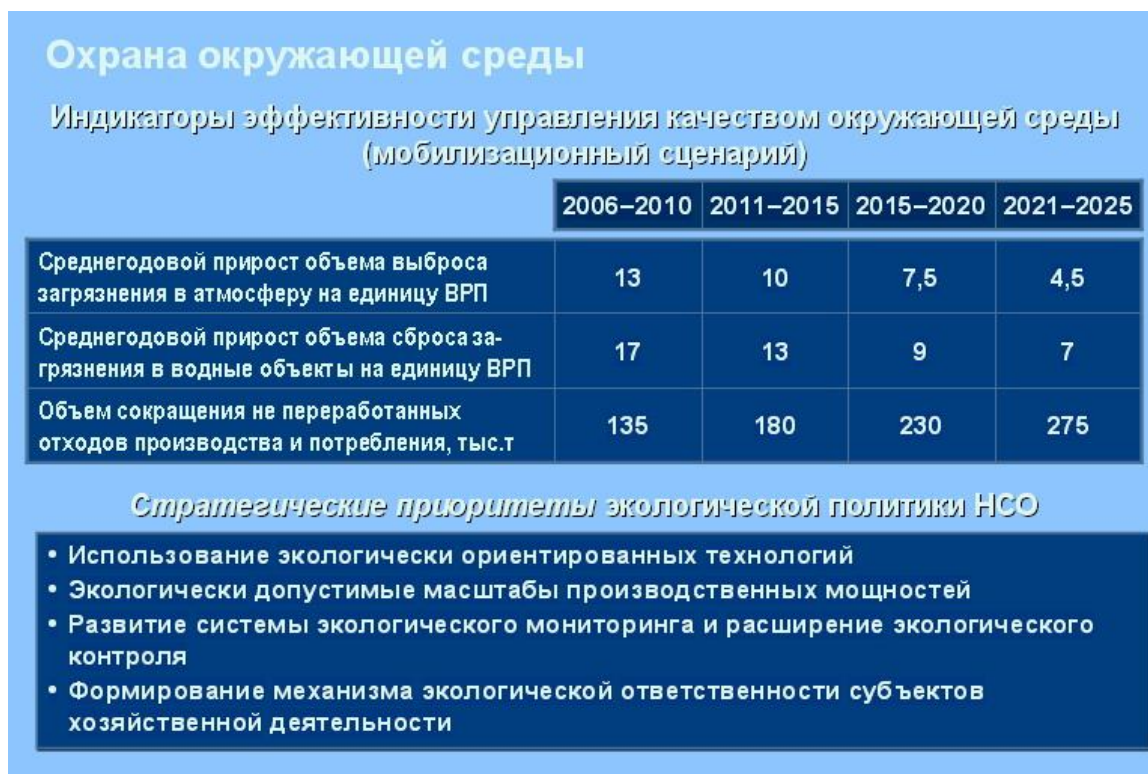 Охрана окружающей среды
Индикаторы эффективности управления качеством окружающей среды
(мобилизационный сценарий)
2006–2010 2011–2015 2015–2020 2021–2025
Среднегодовой прирост объема выброса
загрязнения в атмосферу на единицу ВРП 13 10 7,5 4,5
Среднегодовой прирост объема сброса за-
грязнения в водные объекты на единицу ВРП 17 13 9 7
Объем сокращения не переработанных
отходов производства и потребления, тыс.т 135 180 230 275
Стратегические приоритеты экологической политики НСО
• Использование экологически ориентированных технологий
• Экологически допустимые масштабы производственных мощностей
• Развитие системы экологического мониторинга и расширение экологического
контроля
• Формирование механизма экологической ответственности субъектов
хозяйственной деятельности